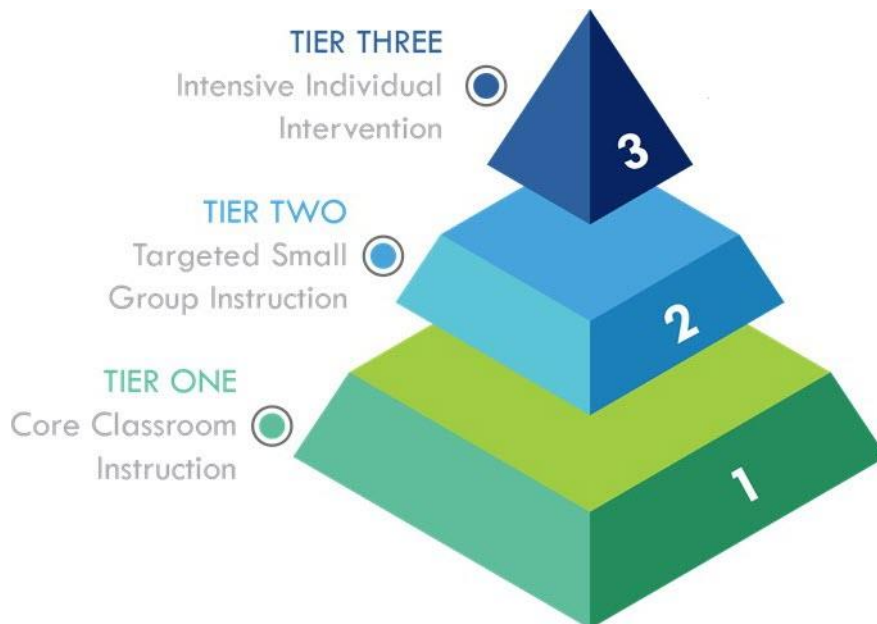 TIER THREE
Intensive Individual
Intervention
3
TIER TWO
Targeted Small
Group Instruction
2
TIER ONE
Core Classroom
Instruction
1